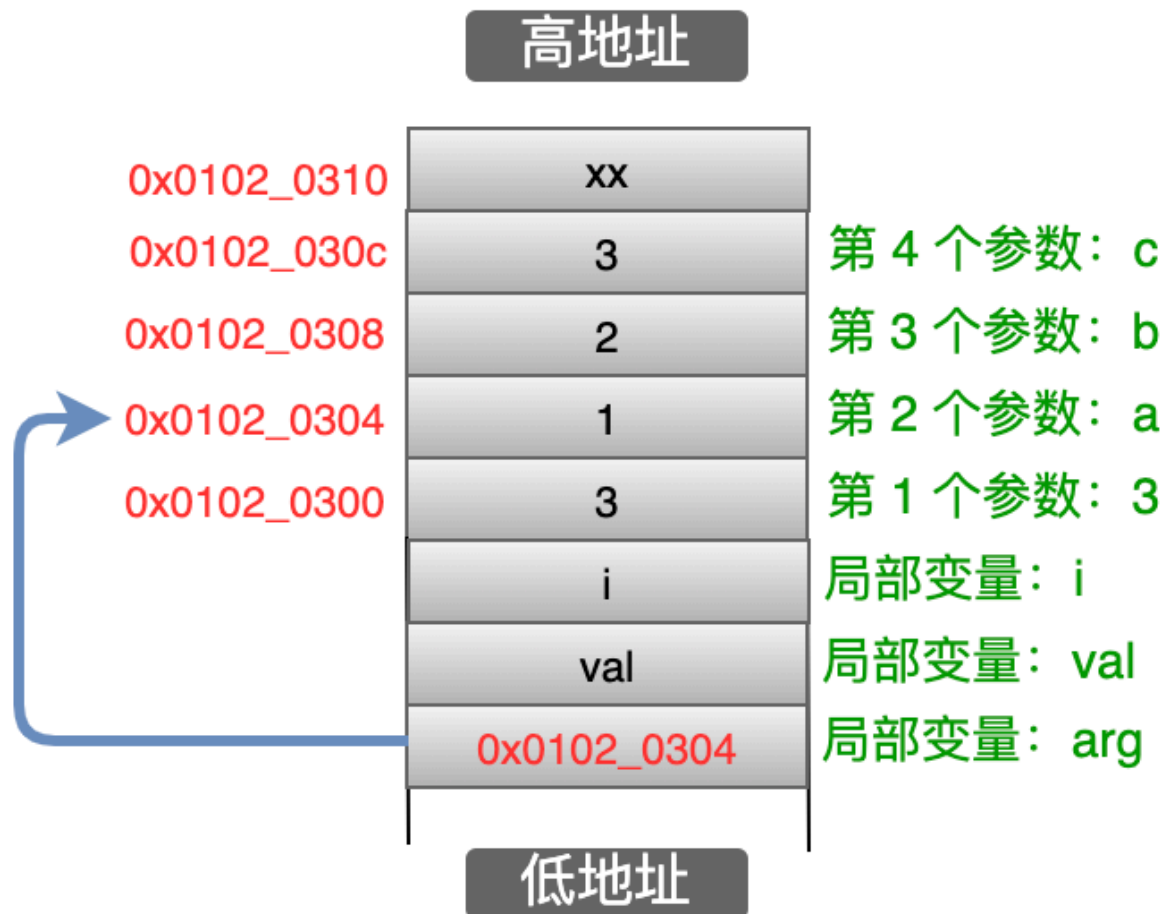 高地址
0x0102_0310 xx
0x0102_030c 3 第 4 个参数：c
0x0102_0308 2 第 3 个参数：b
0x0102_0304 1 第 2 个参数：a
0x0102_0300 3 第 1 个参数：3
i 局部变量：i
val 局部变量：val
0x0102_0304 局部变量：arg
低地址